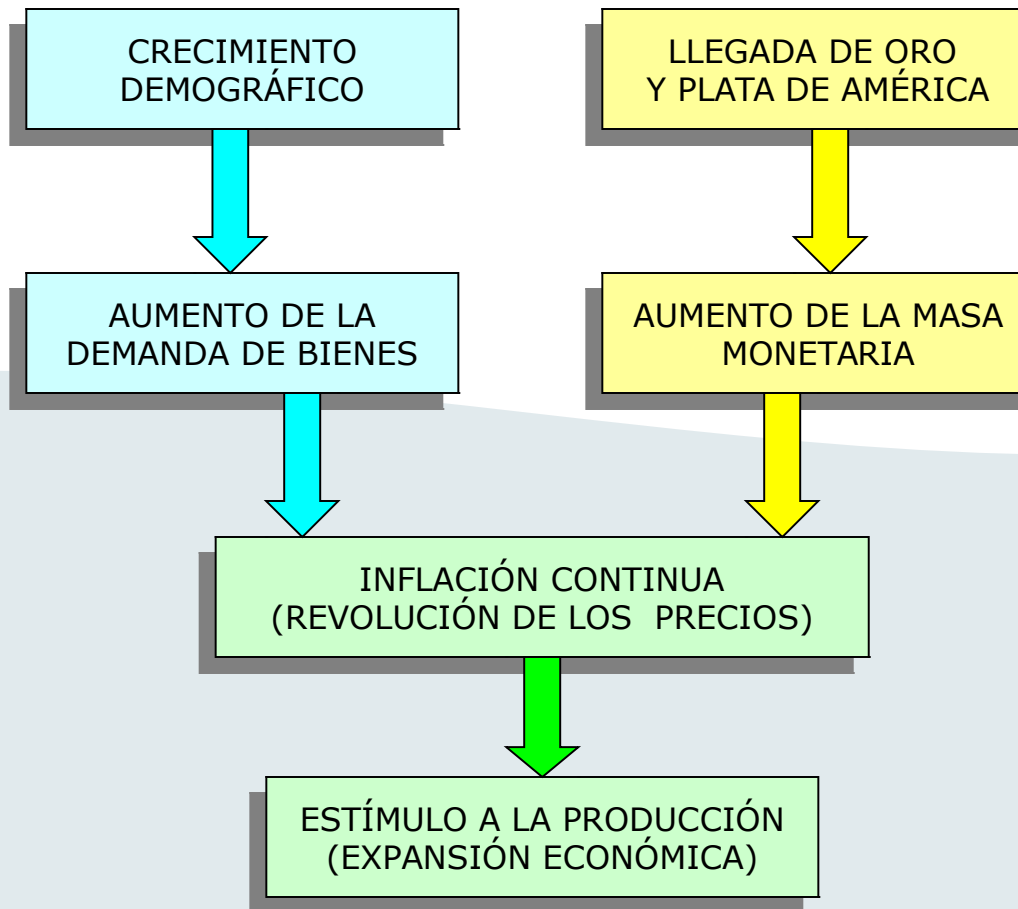 CRECIMIENTO
DEMOGRÁFICO
LLEGADA DE ORO
Y PLATA DE AMÉRICA
AUMENTO DE LA
DEMANDA DE BIENES
AUMENTO DE LA MASA
MONETARIA
INFLACIÓN CONTINUA
(REVOLUCIÓN DE LOS  PRECIOS)
ESTÍMULO A LA PRODUCCIÓN
(EXPANSIÓN ECONÓMICA)